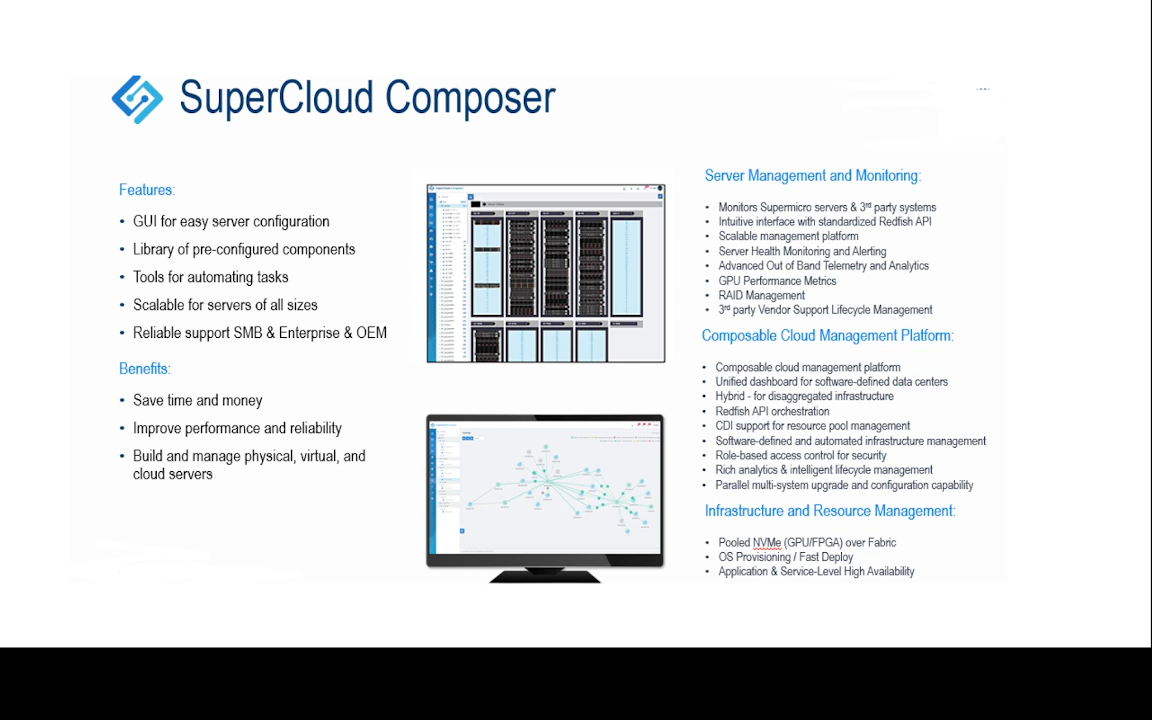 SuperCloud Composer
Features:
• GUI for easy server configuration
• Library of pre-configured components
• Tools for automating tasks
• Scalable for servers of all sizes
• Reliable support SMB & Enterprise & OEM
Benefits:
• Save time and money
• Improve performance and reliability
• Build and manage physical, virtual, and
cloud servers
Server Management and Monitoring:
• Monitors Supermicro servers & 3rd party systems
• Intuitive interface with standardized Redfish API
• Scalable management platform
• Server Health Monitoring and Alerting
• Advanced Out of Band Telemetry and Analytics
• GPU Performance Metrics
• RAID Management
• 3rd party Vendor Support Lifecycle Management
Composable Cloud Management Platform:
• Composable cloud management platform
• Unified dashboard for software-defined data centers
• Hybrid - for disaggregated infrastructure
• Redfish API orchestration
• CDI support for resource pool management
• Software-defined and automated infrastructure management
• Role-based access control for security
• Rich analytics & intelligent lifecycle management
• Parallel multi-system upgrade and configuration capability
Infrastructure and Resource Management:
• Pooled NVMe (GPU/FPGA) over Fabric
• OS Provisioning / Fast Deploy
• Application & Service-Level High Availability